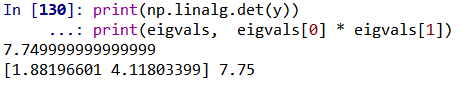 In [130]: print(np.linalg.det(y))
...: print(eigvals, eigvals[0] * eigvals[1])
7.749999999999999
[1.88196601 4.11803399] 7.75